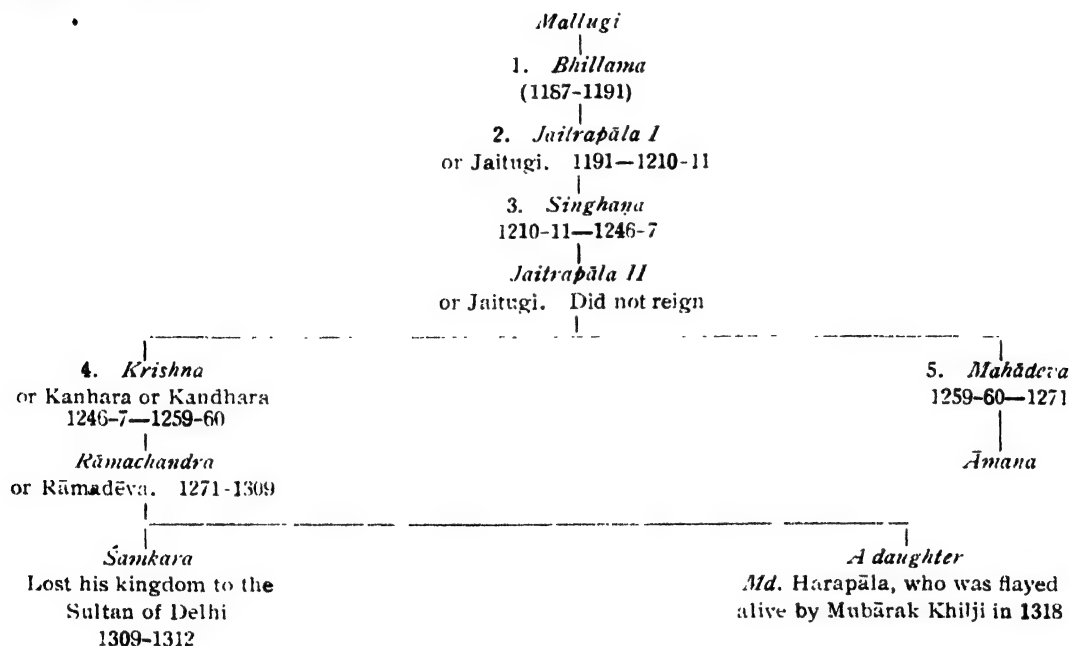 Mallugi
1. Bhillama
(1187-1191)
2. Jaitrapāla I
or Jaitugi. 1191—1210-11
3. Singhaṇa
1210-11—1246-7
Jaitrapāla II
or Jaitugi. Did not reign
4. Krishna
or Kanhara or Kandhara
1246-7—1259-60
5. Mahādeva
1259-60—1271
Rāmachandra
or Rāmadēva. 1271-1309
Āmana
Śamkara
Lost his kingdom to the
Sultan of Delhi
1309-1312
A daughter
Md. Harapāla, who was flayed
alive by Mubārak Khilji in 1318